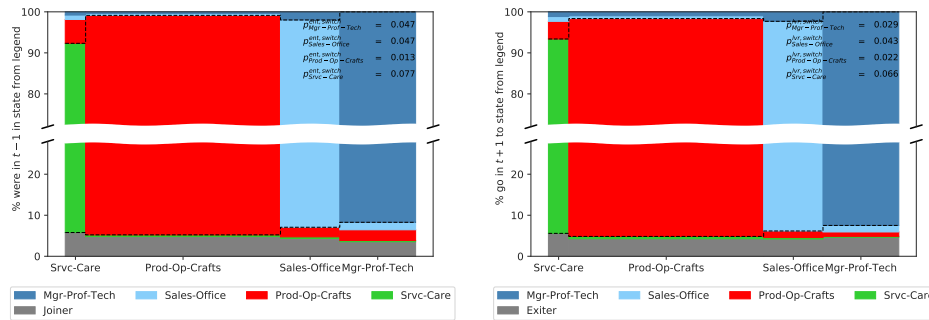 % were in t − 1 in state from legend
100
90
80
20
10
0
p^{ent, switch}_{Mgr−Prof−Tech} = 0.047
p^{ent, switch}_{Sales−Office} = 0.047
p^{ent, switch}_{Prod−Op−Crafts} = 0.013
p^{ent, switch}_{Srvc−Care} = 0.077
Srvc-Care Prod-Op-Crafts Sales-Office Mgr-Prof-Tech
Mgr-Prof-Tech Sales-Office Prod-Op-Crafts Srvc-Care
Joiner
% go in t + 1 to state from legend
100
90
80
20
10
0
p^{lvr, switch}_{Mgr−Prof−Tech} = 0.029
p^{lvr, switch}_{Sales−Office} = 0.043
p^{lvr, switch}_{Prod−Op−Crafts} = 0.022
p^{lvr, switch}_{Srvc−Care} = 0.066
Srvc-Care Prod-Op-Crafts Sales-Office Mgr-Prof-Tech
Mgr-Prof-Tech Sales-Office Prod-Op-Crafts Srvc-Care
Exiter